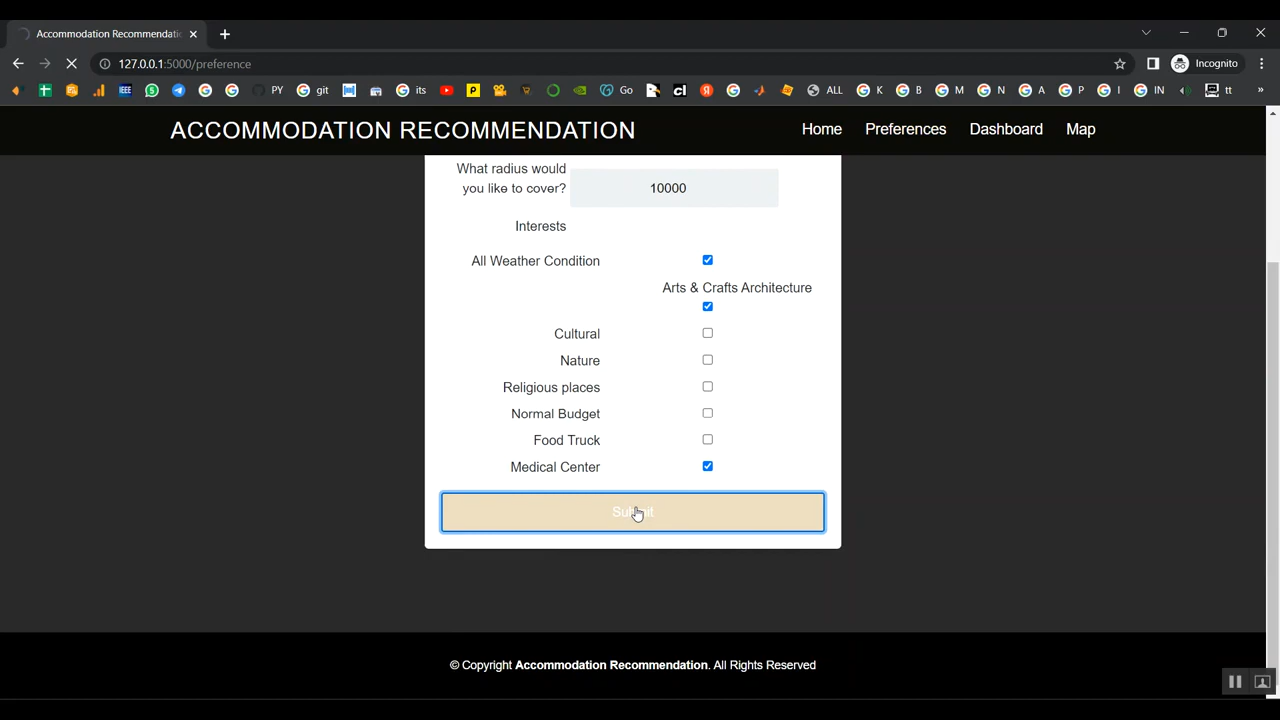 Accommodation Recommendatio
127.0.0.1:5000/preference
Incognito
PY
git
its
Go
ALL
K
B
M
N
A
P
I
IN
tt
ACCOMMODATION RECOMMENDATION
Home
Preferences
Dashboard
Map
What radius would
you like to cover?
10000
Interests
All Weather Condition
Arts & Crafts Architecture
Cultural
Nature
Religious places
Normal Budget
Food Truck
Medical Center
© Copyright Accommodation Recommendation. All Rights Reserved